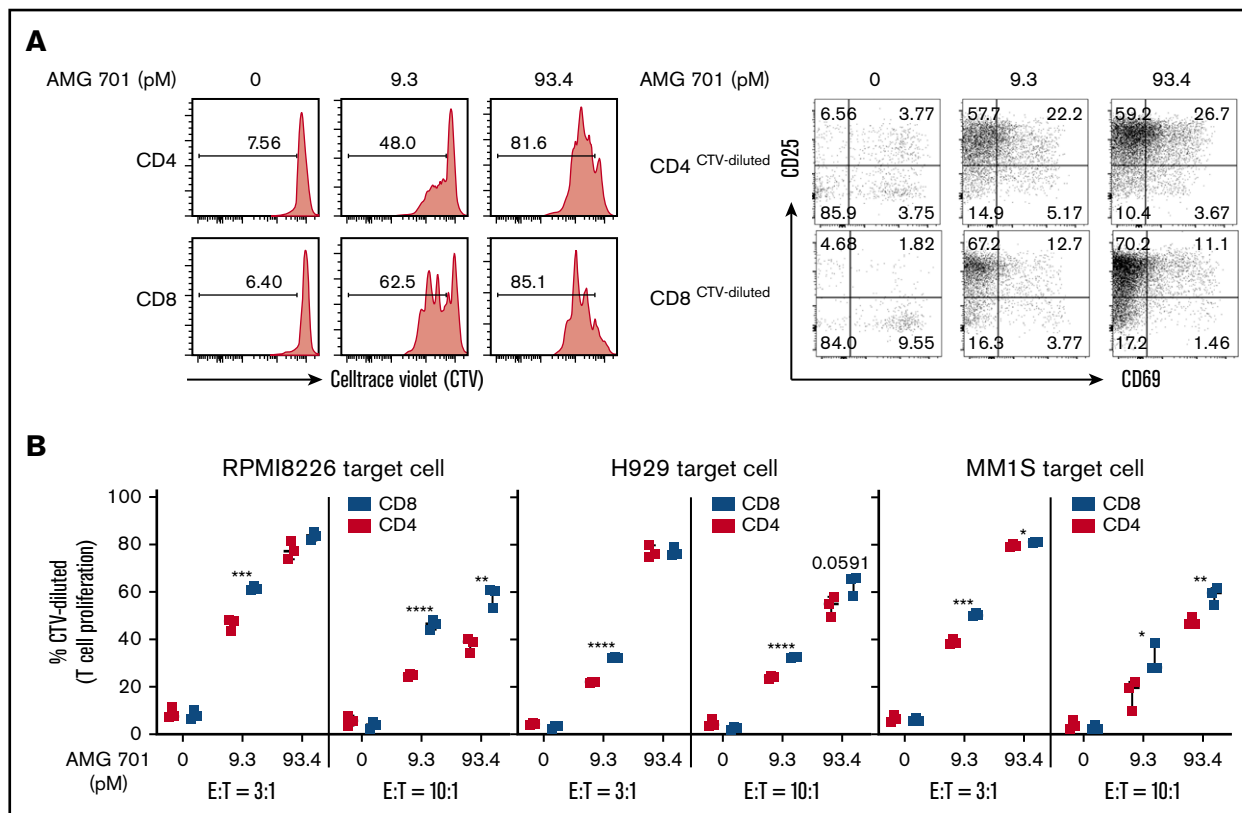 A
AMG 701 (pM) 0 9.3 93.4 AMG 701 (pM) 0 9.3 93.4
CD4 7.56 48.0 81.6
CD8 6.40 62.5 85.1
Celltrace violet (CTV)
CD25
CD4 CTV-diluted
6.56 3.77 57.7 22.2 59.2 26.7
85.9 3.75 14.9 5.17 10.4 3.67
CD8 CTV-diluted
4.68 1.82 67.2 12.7 70.2 11.1
84.0 9.55 16.3 3.77 17.2 1.46
CD69
B
RPMI8226 target cell H929 target cell MM1S target cell
% CTV-diluted
(T cell proliferation)
100
80
60
40
20
0
CD8 CD8 CD8
CD4 CD4 CD4
*** **** ** **** **** 0.0591 *** * * **
AMG 701 0 9.3 93.4 0 9.3 93.4 0 9.3 93.4 0 9.3 93.4 0 9.3 93.4 0 9.3 93.4
(pM)
E:T = 3:1 E:T = 10:1 E:T = 3:1 E:T = 10:1 E:T = 3:1 E:T = 10:1